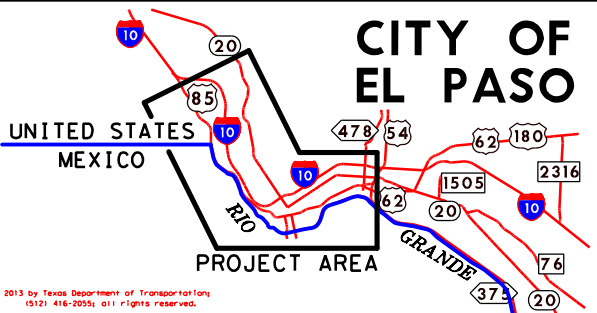 CITY OF
EL PASO
10
20
85
UNITED STATES
MEXICO
10
478
54
62
180
2316
10
1505
62
20
10
RIO
GRANDE
PROJECT AREA
76
375
20
2013 by Texas Department of Transportation;
(512) 416-2055; all rights reserved.